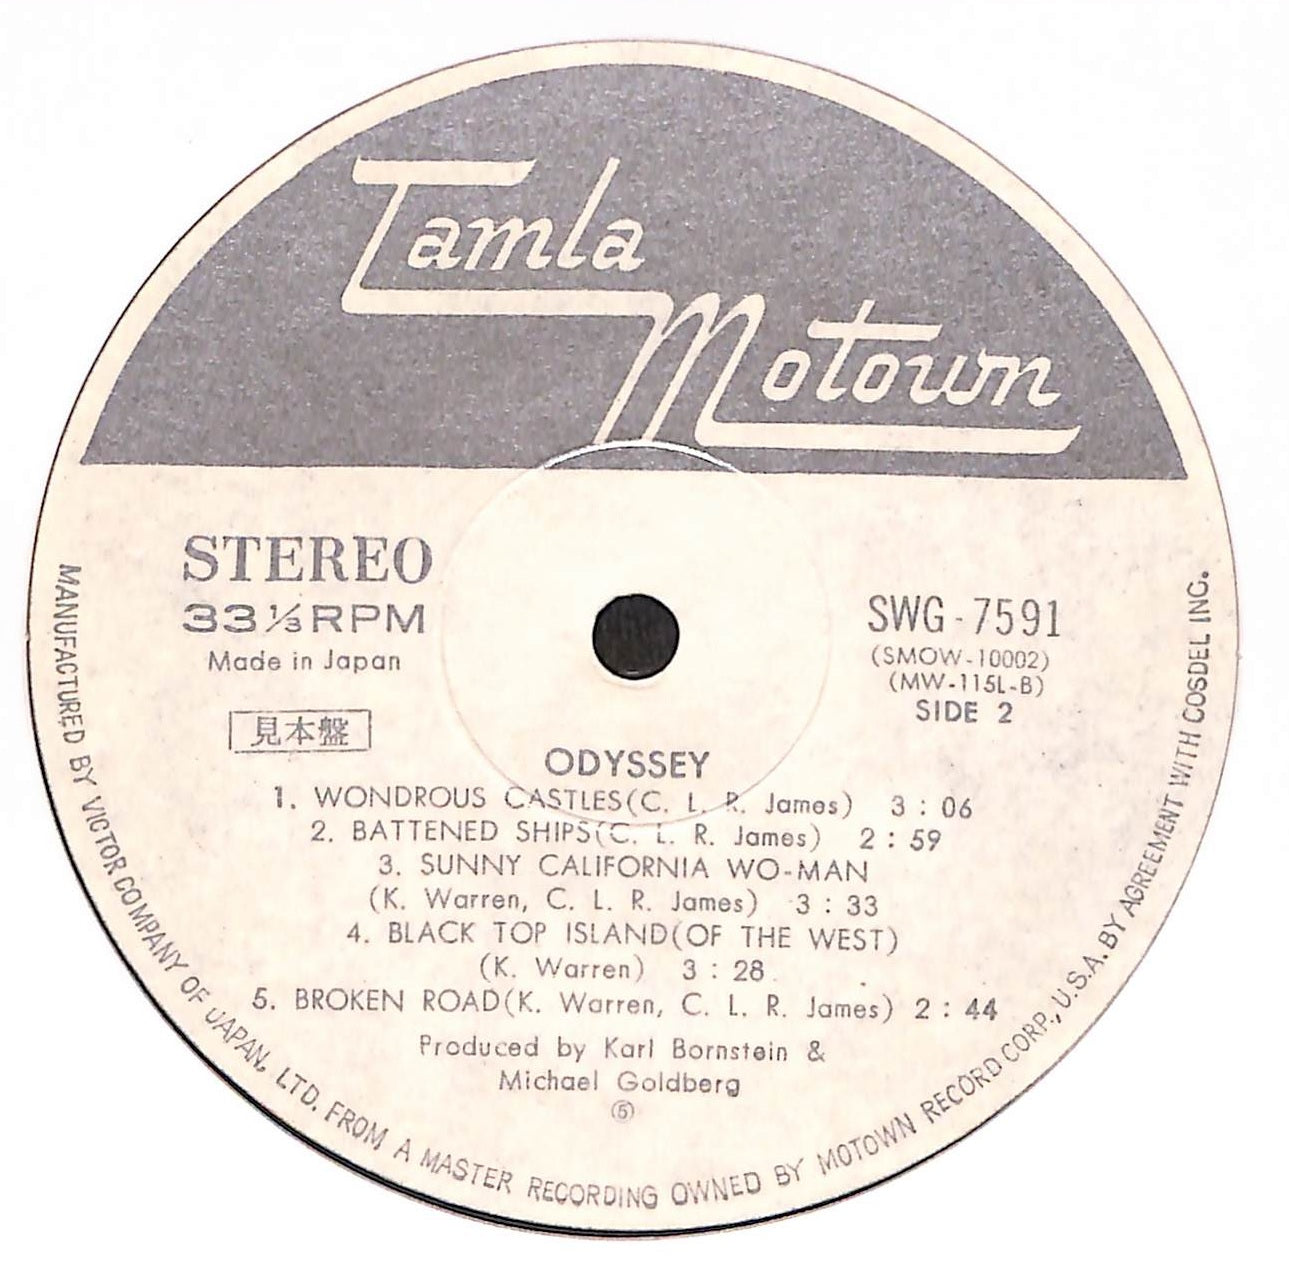 Tamla
Motown
STEREO
33 1/3 RPM
Made in Japan
見本盤
SWG-7591
(SMOW-10002)
(MW-115L-B)
SIDE 2
ODYSSEY
1. WONDROUS CASTLES(C. L. R. James) 3 : 06
2. BATTENED SHIPS(C. L. R. James) 2 : 59
3. SUNNY CALIFORNIA WO-MAN
(K. Warren, C. L. R. James) 3 : 33
4. BLACK TOP ISLAND(OF THE WEST)
(K. Warren) 3 : 28
5. BROKEN ROAD(K. Warren, C. L. R. James) 2 : 44
Produced by Karl Bornstein &
Michael Goldberg
⑤
MANUFACTURED BY VICTOR COMPANY OF JAPAN, LTD. FROM A MASTER RECORDING OWNED BY MOTOWN RECORD CORP., U.S.A. BY AGREEMENT WITH COSDEL INC.